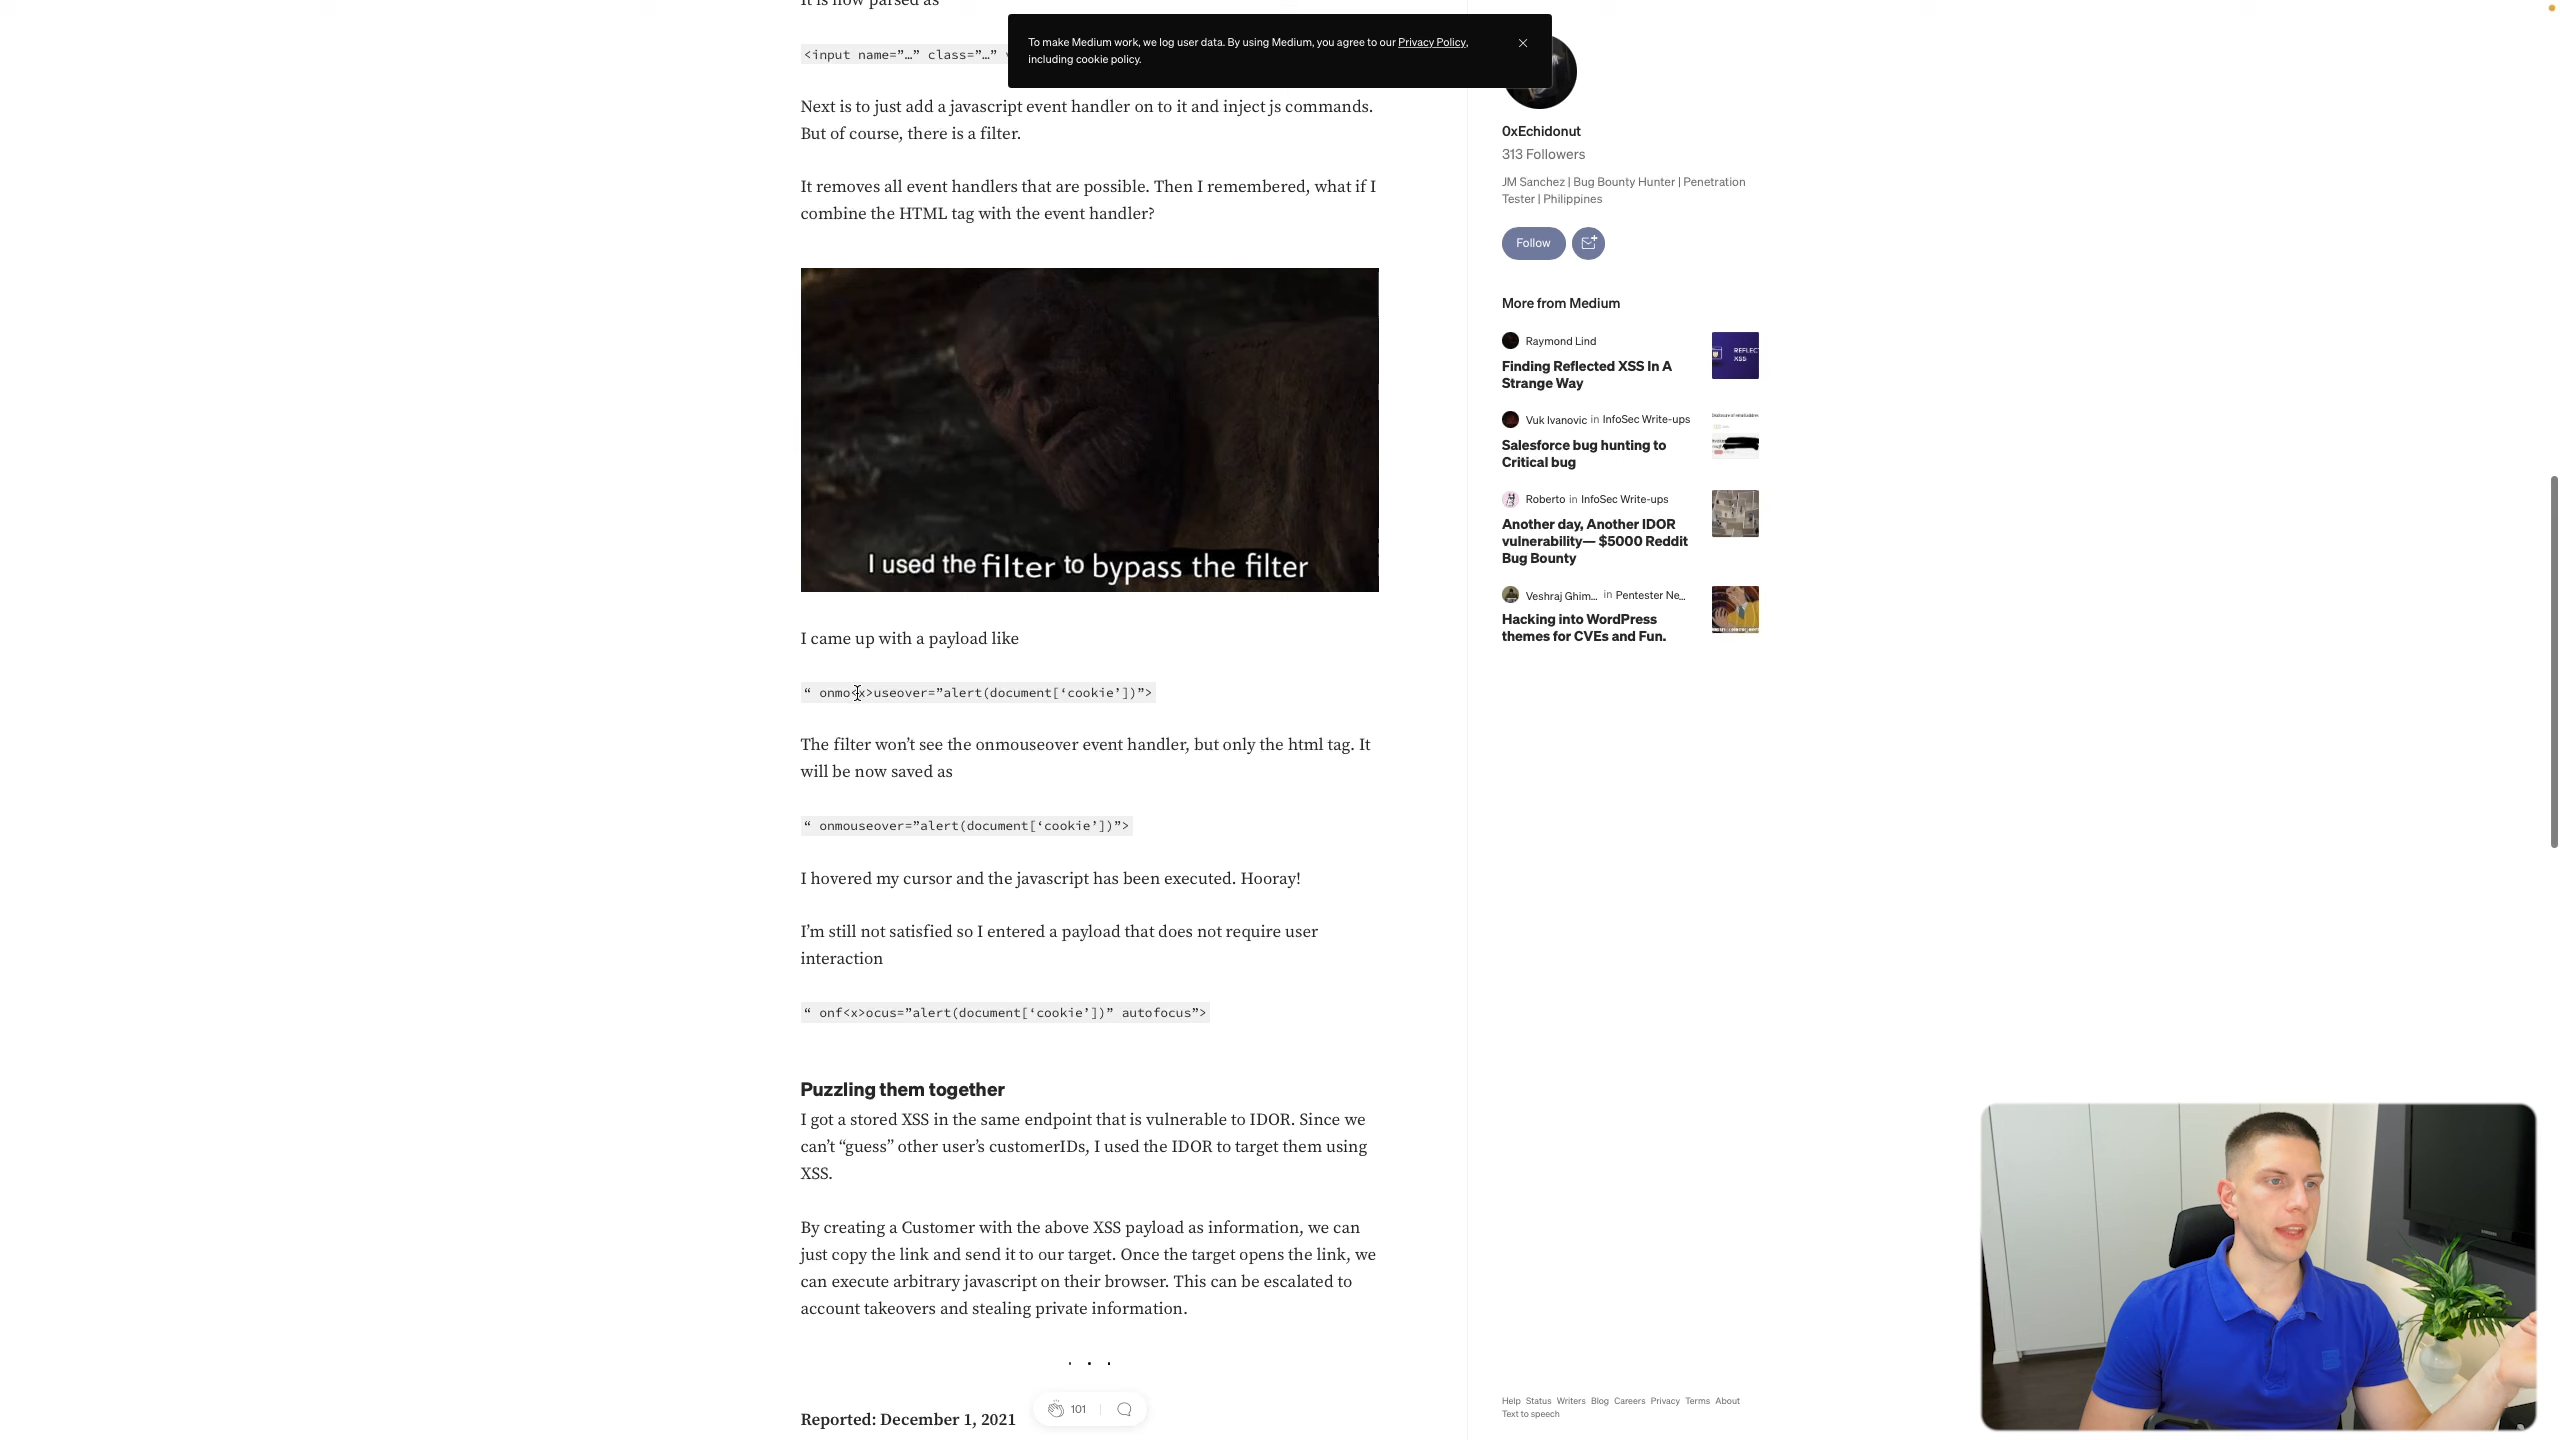 It is now parsed as
<input name=”…” class=”…”
To make Medium work, we log user data. By using Medium, you agree to our Privacy Policy,
including cookie policy.
Next is to just add a javascript event handler on to it and inject js commands.
But of course, there is a filter.
It removes all event handlers that are possible. Then I remembered, what if I
combine the HTML tag with the event handler?
I used the filter to bypass the filter
I came up with a payload like
“ onmo<x>useover=”alert(document[‘cookie’])”>
The filter won’t see the onmouseover event handler, but only the html tag. It
will be now saved as
“ onmouseover=”alert(document[‘cookie’])”>
I hovered my cursor and the javascript has been executed. Hooray!
I’m still not satisfied so I entered a payload that does not require user
interaction
“ onf<x>ocus=”alert(document[‘cookie’])” autofocus”>
Puzzling them together
I got a stored XSS in the same endpoint that is vulnerable to IDOR. Since we
can’t “guess” other user’s customerIDs, I used the IDOR to target them using
XSS.
By creating a Customer with the above XSS payload as information, we can
just copy the link and send it to our target. Once the target opens the link, we
can execute arbitrary javascript on their browser. This can be escalated to
account takeovers and stealing private information.
. . .
Reported: December 1, 2021
101
0xEchidonut
313 Followers
JM Sanchez | Bug Bounty Hunter | Penetration
Tester | Philippines
Follow
More from Medium
Raymond Lind
Finding Reflected XSS In A
Strange Way
REFLEC
XSS
Vuk Ivanovic in InfoSec Write-ups
Salesforce bug hunting to
Critical bug
Roberto in InfoSec Write-ups
Another day, Another IDOR
vulnerability— $5000 Reddit
Bug Bounty
Veshraj Ghim… in Pentester Ne…
Hacking into WordPress
themes for CVEs and Fun.
Help Status Writers Blog Careers Privacy Terms About
Text to speech